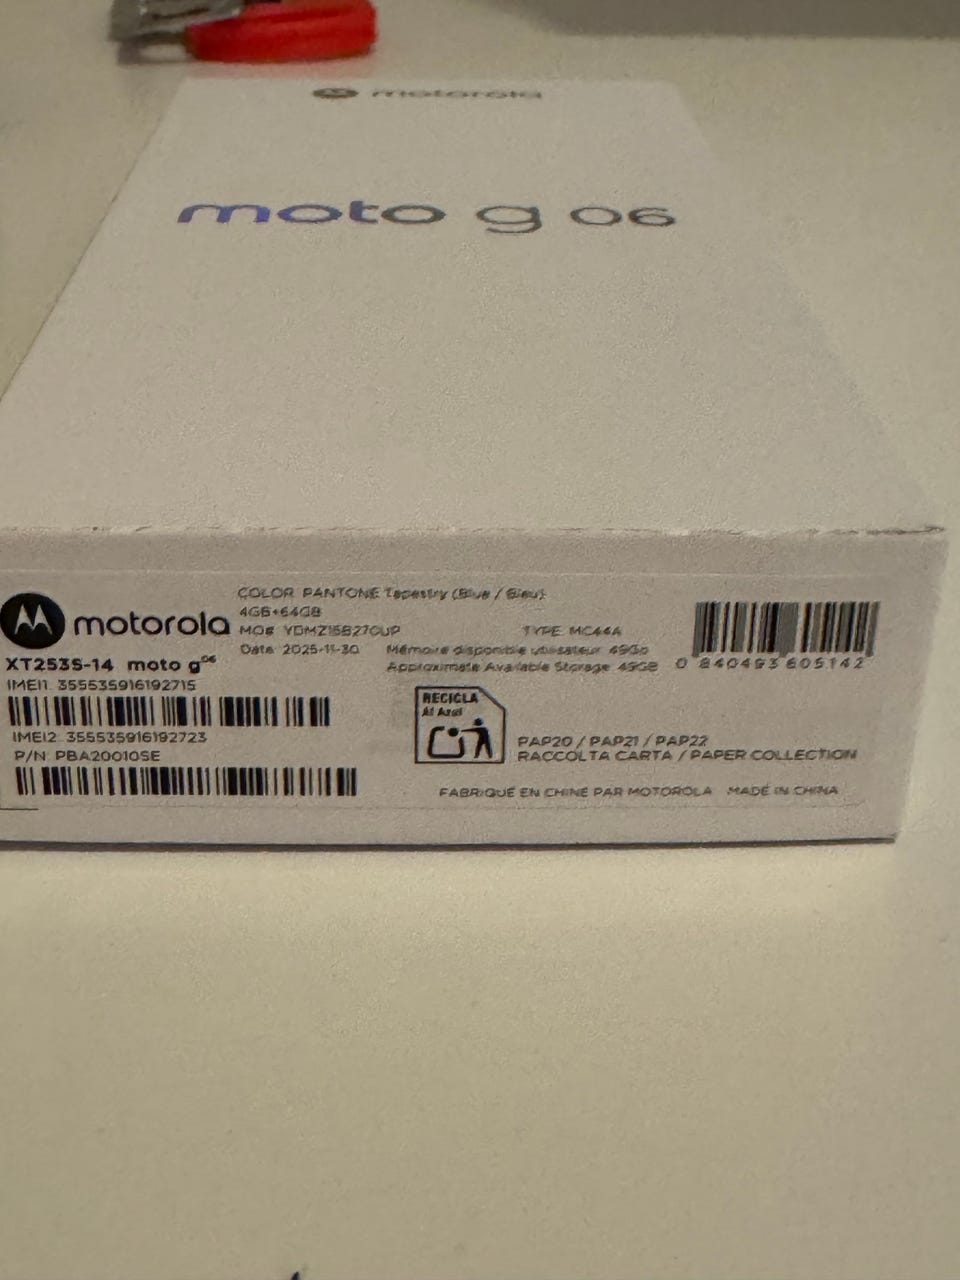 motorola
moto g 06
motorola
COLOR: PANTONE Tapestry (Blue / Bleu)
4GB+64GB
MO#: YDMZ15B27CUP
TYPE: MC44A
Date: 2025-11-30
Mémoire disponible utilisateur: 49Go
Approximate Available Storage: 49GB
0 840493 605142
XT2535-14 moto g06
IMEI1: 355535916192715
IMEI2: 355535916192723
P/N: PBA20010SE
RECICLA
Al Azul
PAP20 / PAP21 / PAP22
RACCOLTA CARTA / PAPER COLLECTION
FABRIQUÉ EN CHINE PAR MOTOROLA MADE IN CHINA